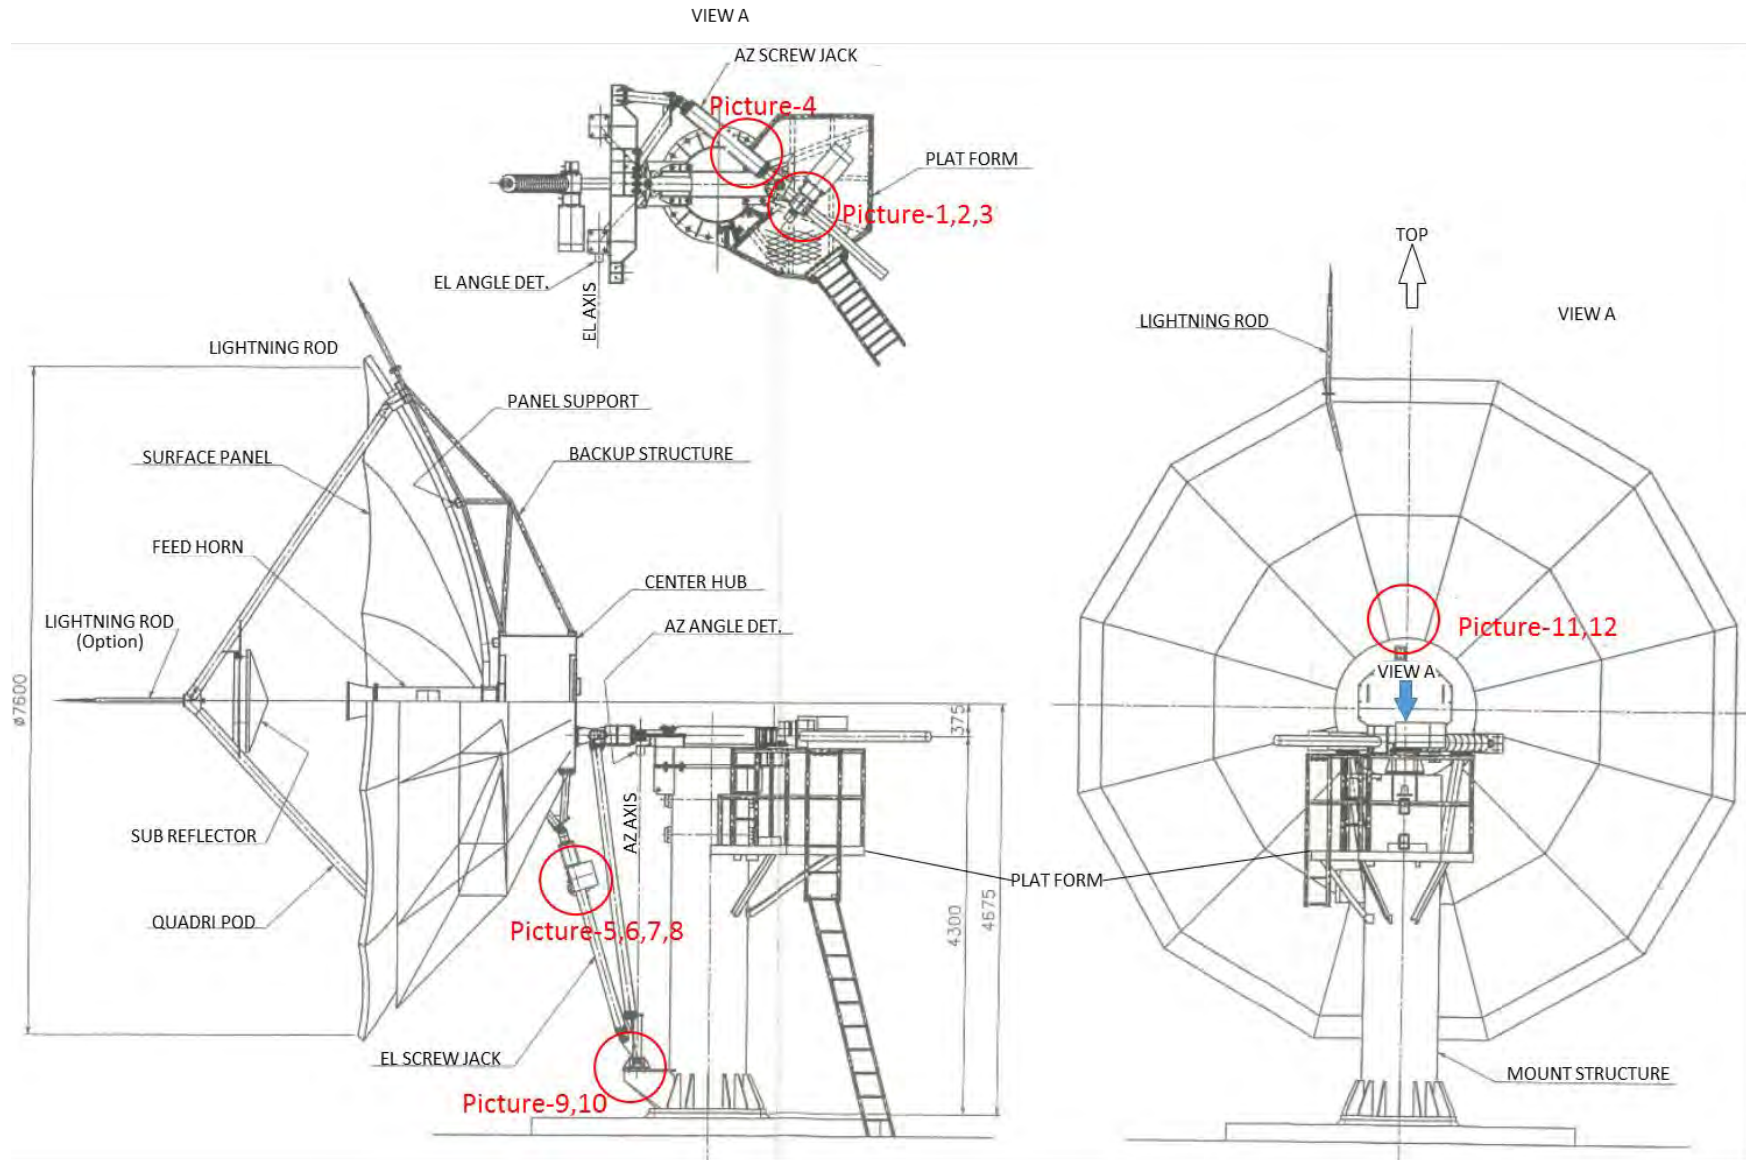 VIEW A
AZ SCREW JACK
Picture-4
PLAT FORM
Picture-1,2,3
EL ANGLE DET.
EL AXIS
TOP
LIGHTNING ROD
VIEW A
LIGHTNING ROD
PANEL SUPPORT
SURFACE PANEL
BACKUP STRUCTURE
FEED HORN
CENTER HUB
LIGHTNING ROD
(Option)
AZ ANGLE DET.
Picture-11,12
VIEW A
ø7600
375
AZ AXIS
SUB REFLECTOR
PLAT FORM
QUADRI POD
Picture-5,6,7,8
4300
4675
EL SCREW JACK
MOUNT STRUCTURE
Picture-9,10